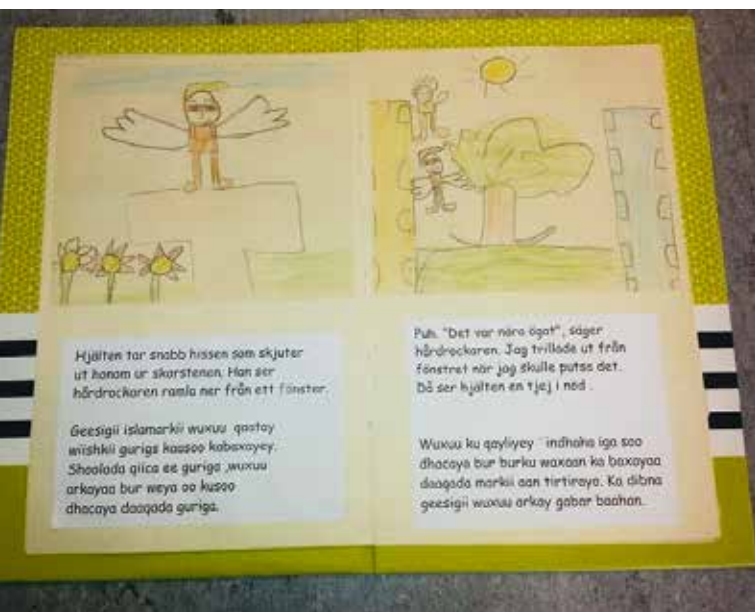 Hjälten tar snabb hissen som skjuter
ut honom ur skorstenen. Han ser
hårdrockaren ramla ner från ett fönster.
Geesigii islamarkii wuxuu qaatay
wiishkii guriga kaasoo kabaxayey.
Shoolada qiica ee guriga ,wuxuu
arkayaa bur weya oo kusoo
dhacaya daaqada guriga.
Puh. "Det var nära ögat", säger
hårdrockaren. Jag trillade ut från
fönstret när jag skulle putsa det.
Då ser hjälten en tjej i nöd .
Wuxuu ku qayliyey indhaha iga soo
dhacaya bur burku waxaan ka baxayaa
daaqada markii aan tirtiraya. Ka dibna
geesigii wuxuu arkay gabar baahan.